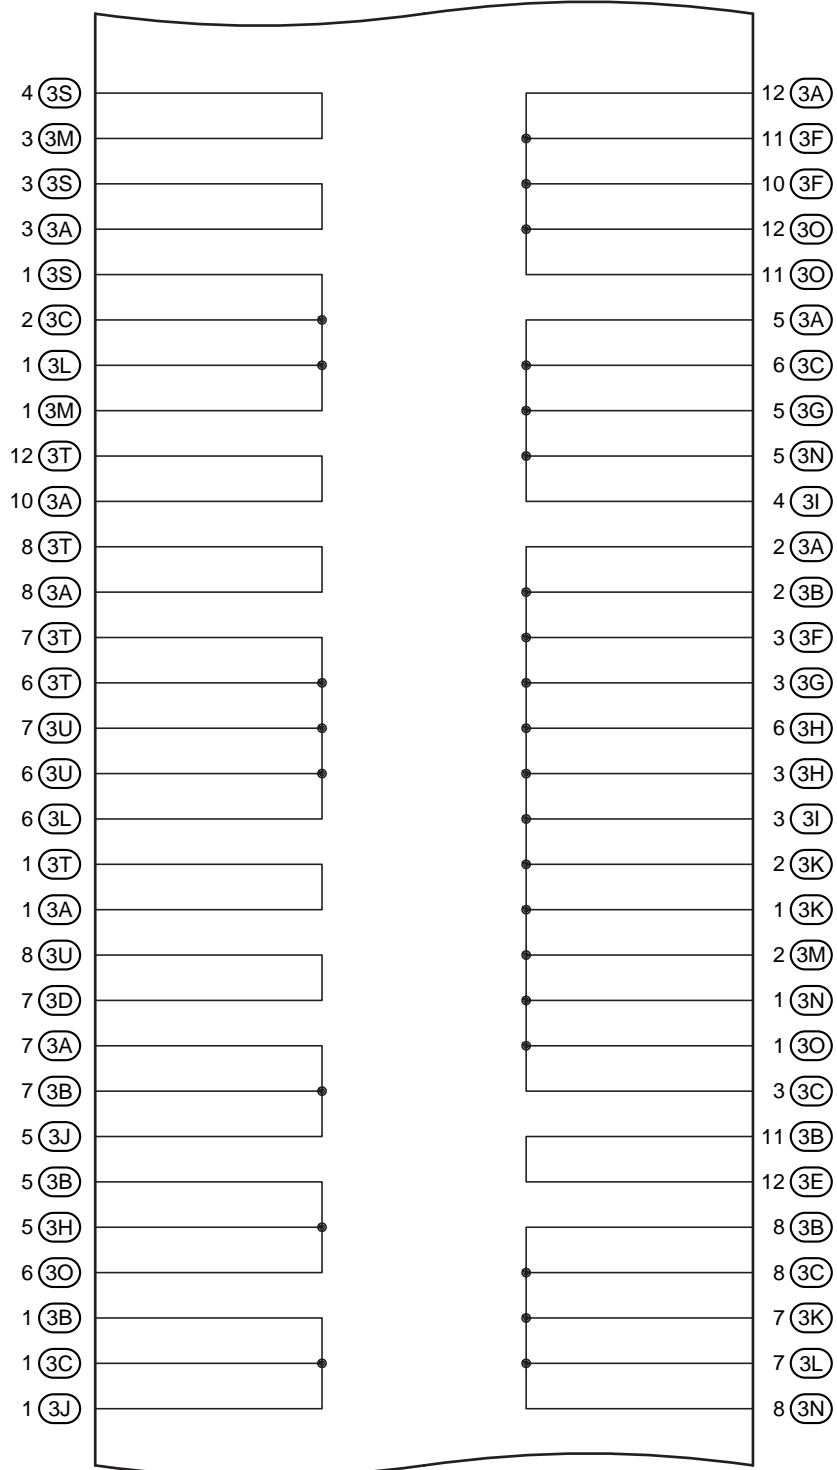 4 3S
3 3M
3 3S
3 3A
1 3S
2 3C
1 3L
1 3M
12 3T
10 3A
8 3T
8 3A
7 3T
6 3T
7 3U
6 3U
6 3L
1 3T
1 3A
8 3U
7 3D
7 3A
7 3B
5 3J
5 3B
5 3H
6 3O
1 3B
1 3C
1 3J
12 3A
11 3F
10 3F
12 3O
11 3O
5 3A
6 3C
5 3G
5 3N
4 3I
2 3A
2 3B
3 3F
3 3G
6 3H
3 3H
3 3I
2 3K
1 3K
2 3M
1 3N
1 3O
3 3C
11 3B
12 3E
8 3B
8 3C
7 3K
7 3L
8 3N